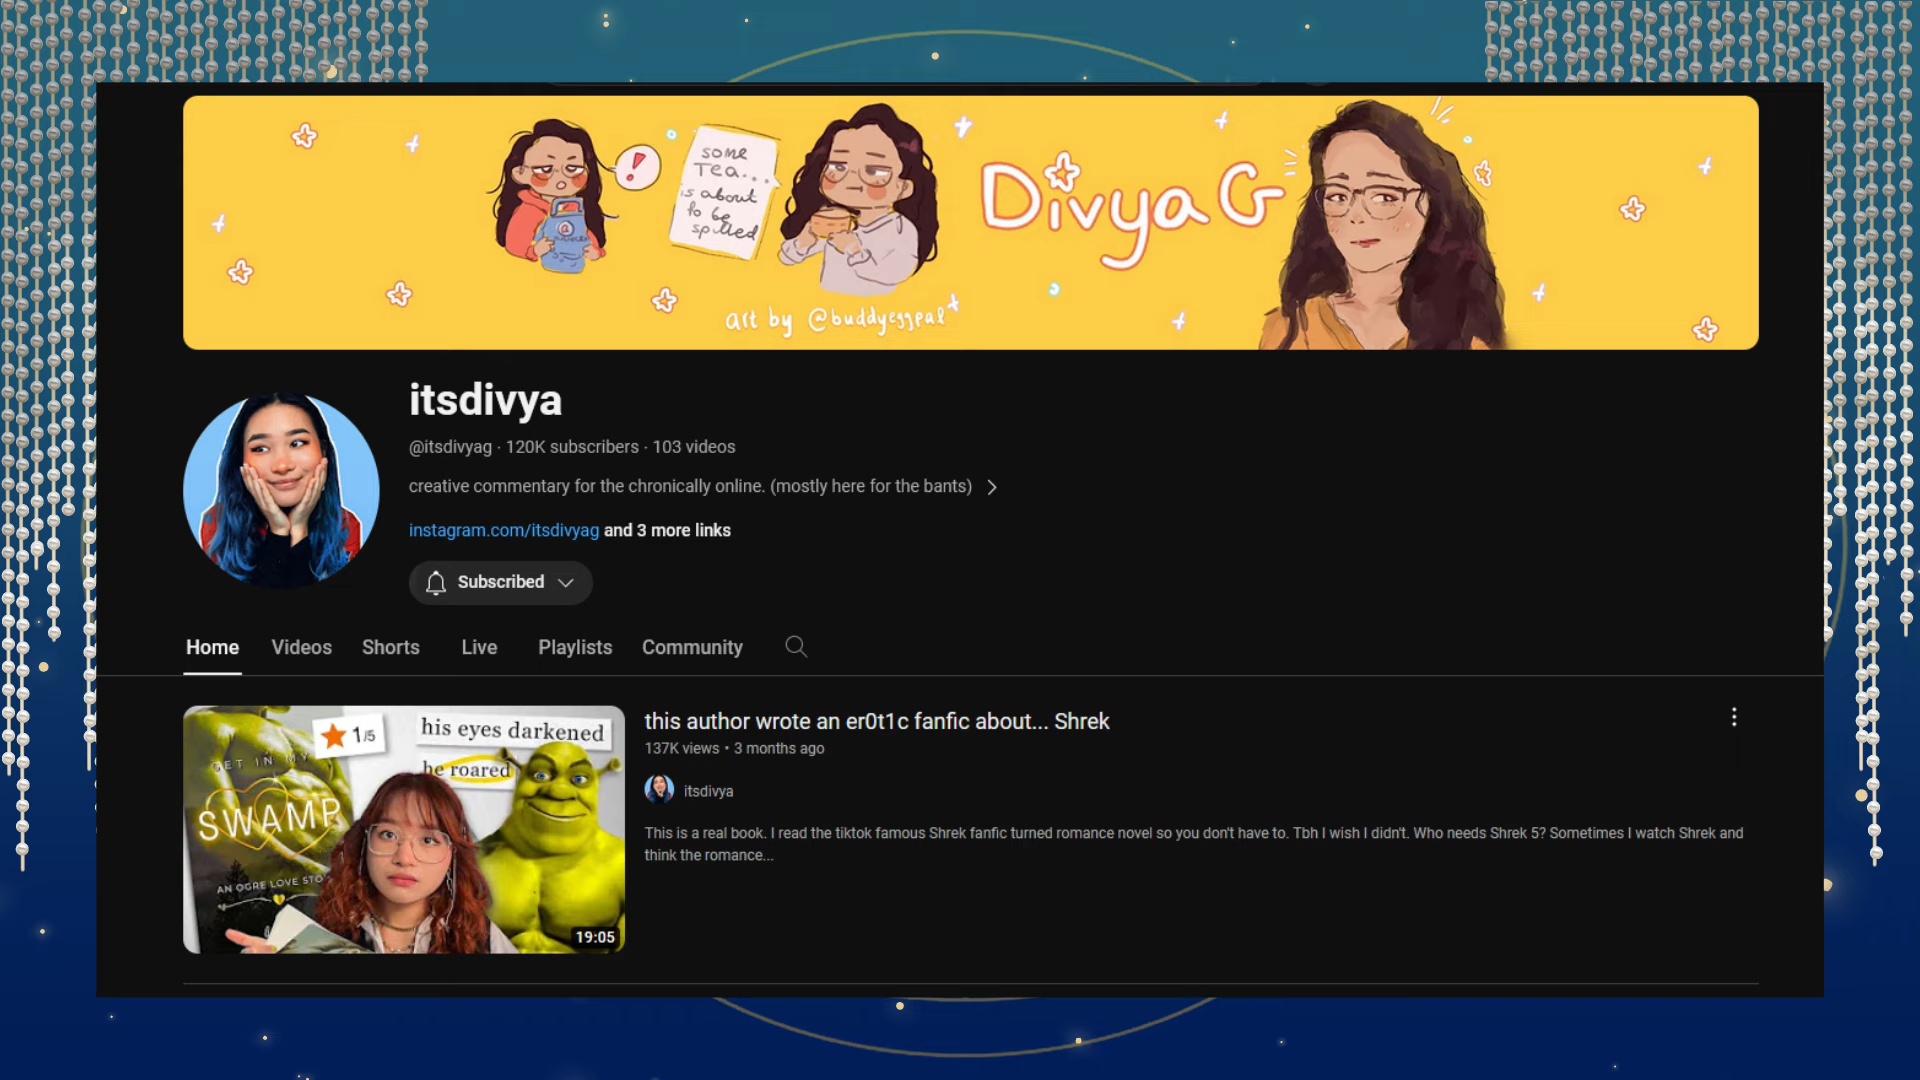 some
Tea...
is about
to be
spilled
!
@
Divya G
art by @buddyeggpal
itsdivya
@itsdivyag · 120K subscribers · 103 videos
creative commentary for the chronically online. (mostly here for the bants)
instagram.com/itsdivyag and 3 more links
Subscribed
Home Videos Shorts Live Playlists Community
1/5
his eyes darkened
he roared
GET IN MY
SWAMP
AN OGRE LOVE STO
19:05
this author wrote an er0t1c fanfic about... Shrek
137K views • 3 months ago
itsdivya
This is a real book. I read the tiktok famous Shrek fanfic turned romance novel so you don't have to. Tbh I wish I didn't. Who needs Shrek 5? Sometimes I watch Shrek and
think the romance...